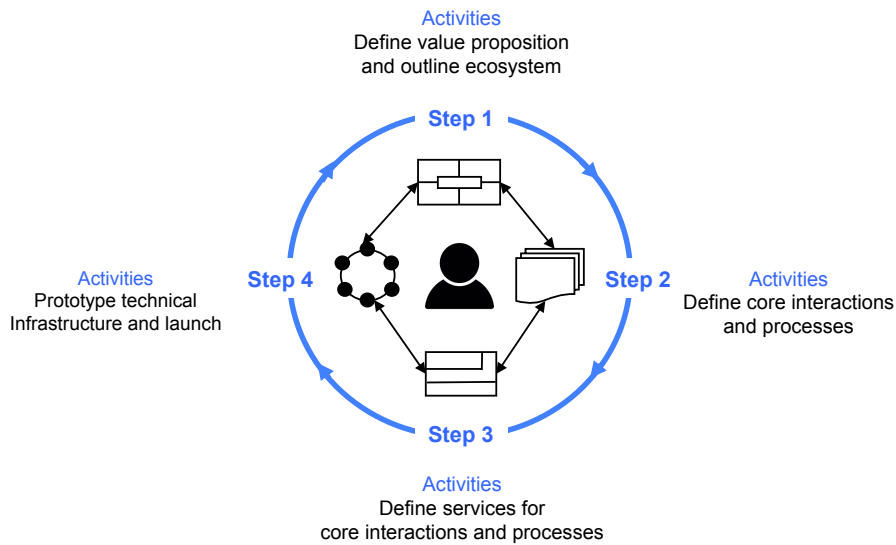 Activities
Define value proposition
and outline ecosystem
Step 1
Step 2
Activities
Define core interactions
and processes
Step 3
Activities
Define services for
core interactions and processes
Step 4
Activities
Prototype technical
Infrastructure and launch